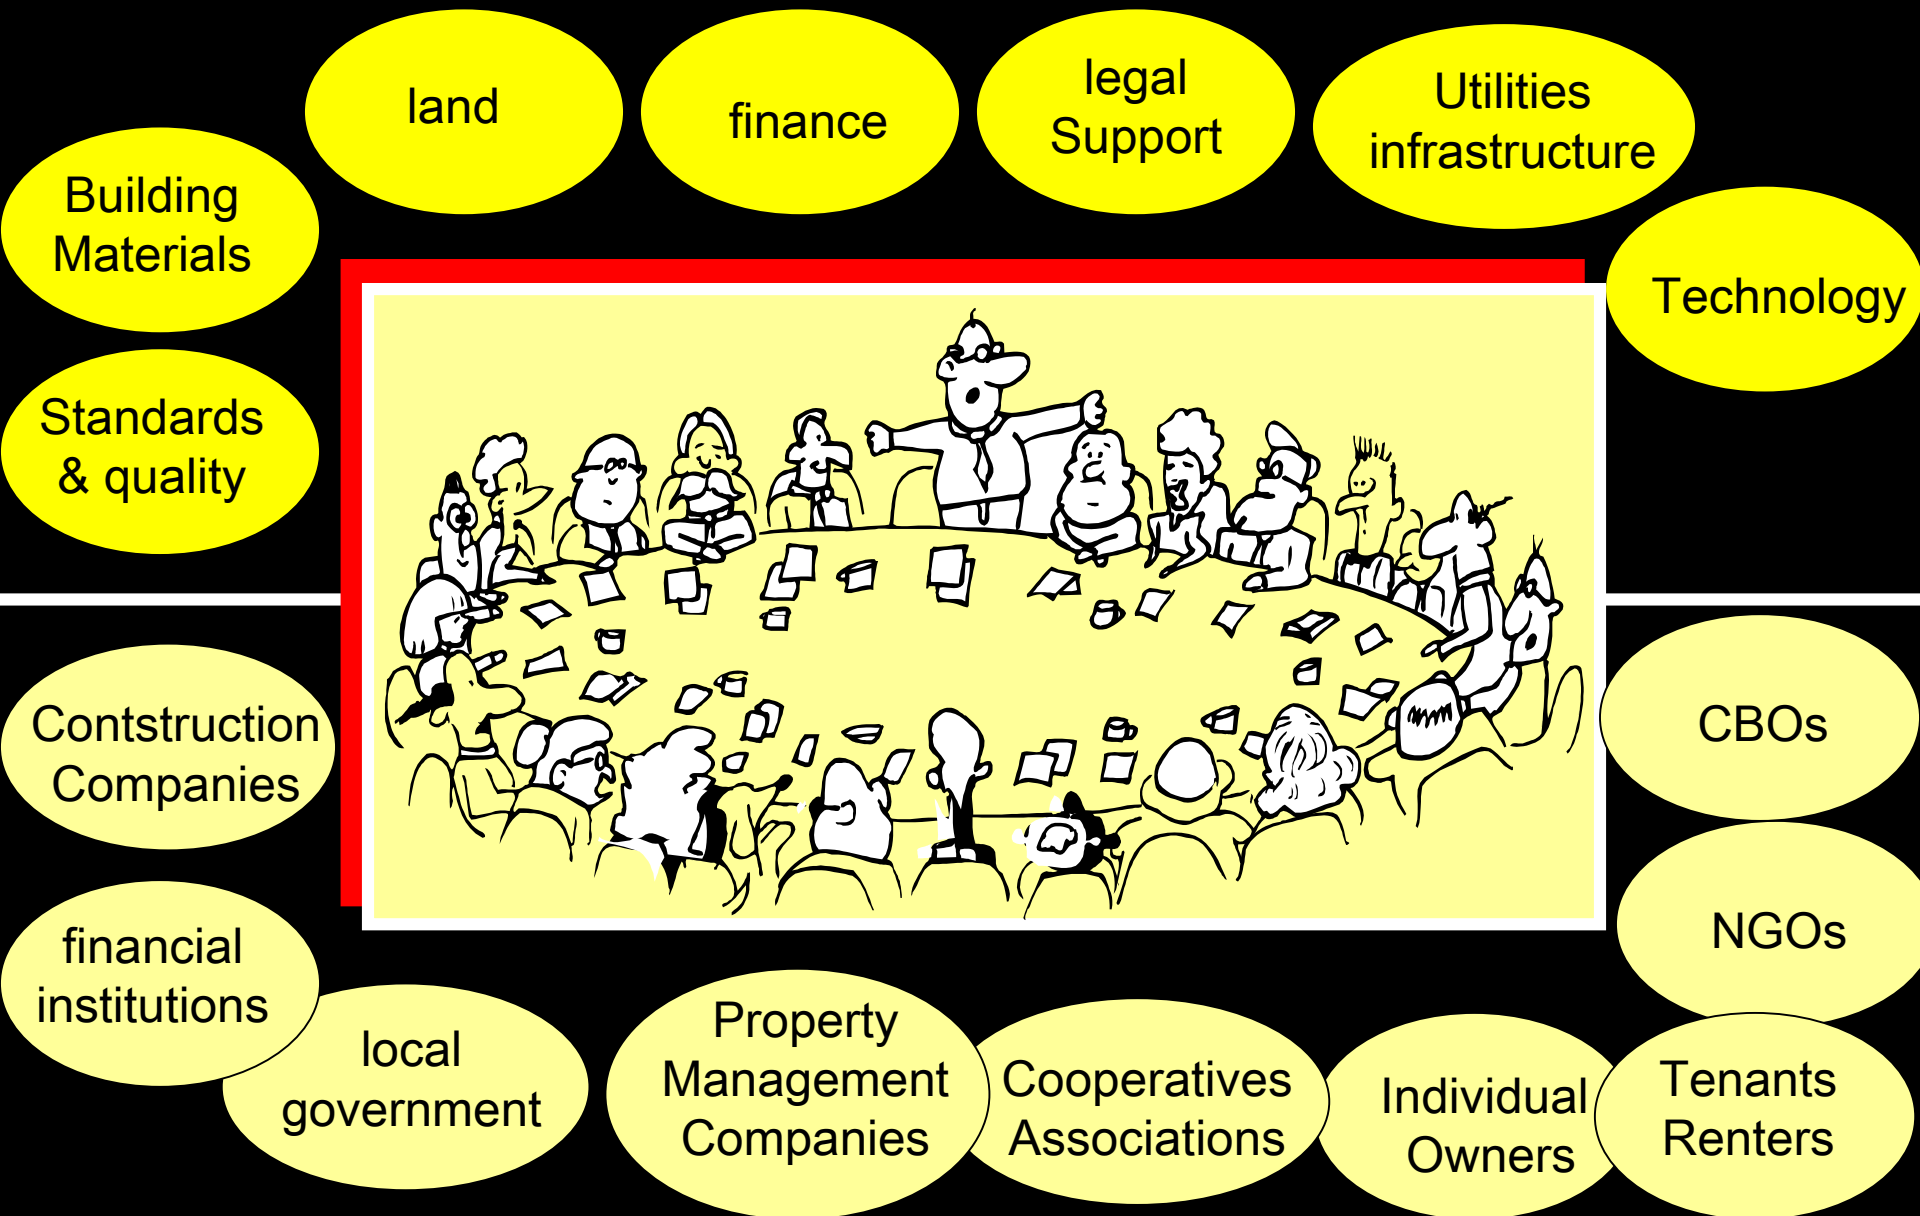 land
finance
legal
Support
Utilities
infrastructure
Building
Materials
Technology
Standards
& quality
Contstruction
Companies
CBOs
financial
institutions
NGOs
local
government
Property
Management
Companies
Cooperatives
Associations
Individual
Owners
Tenants
Renters